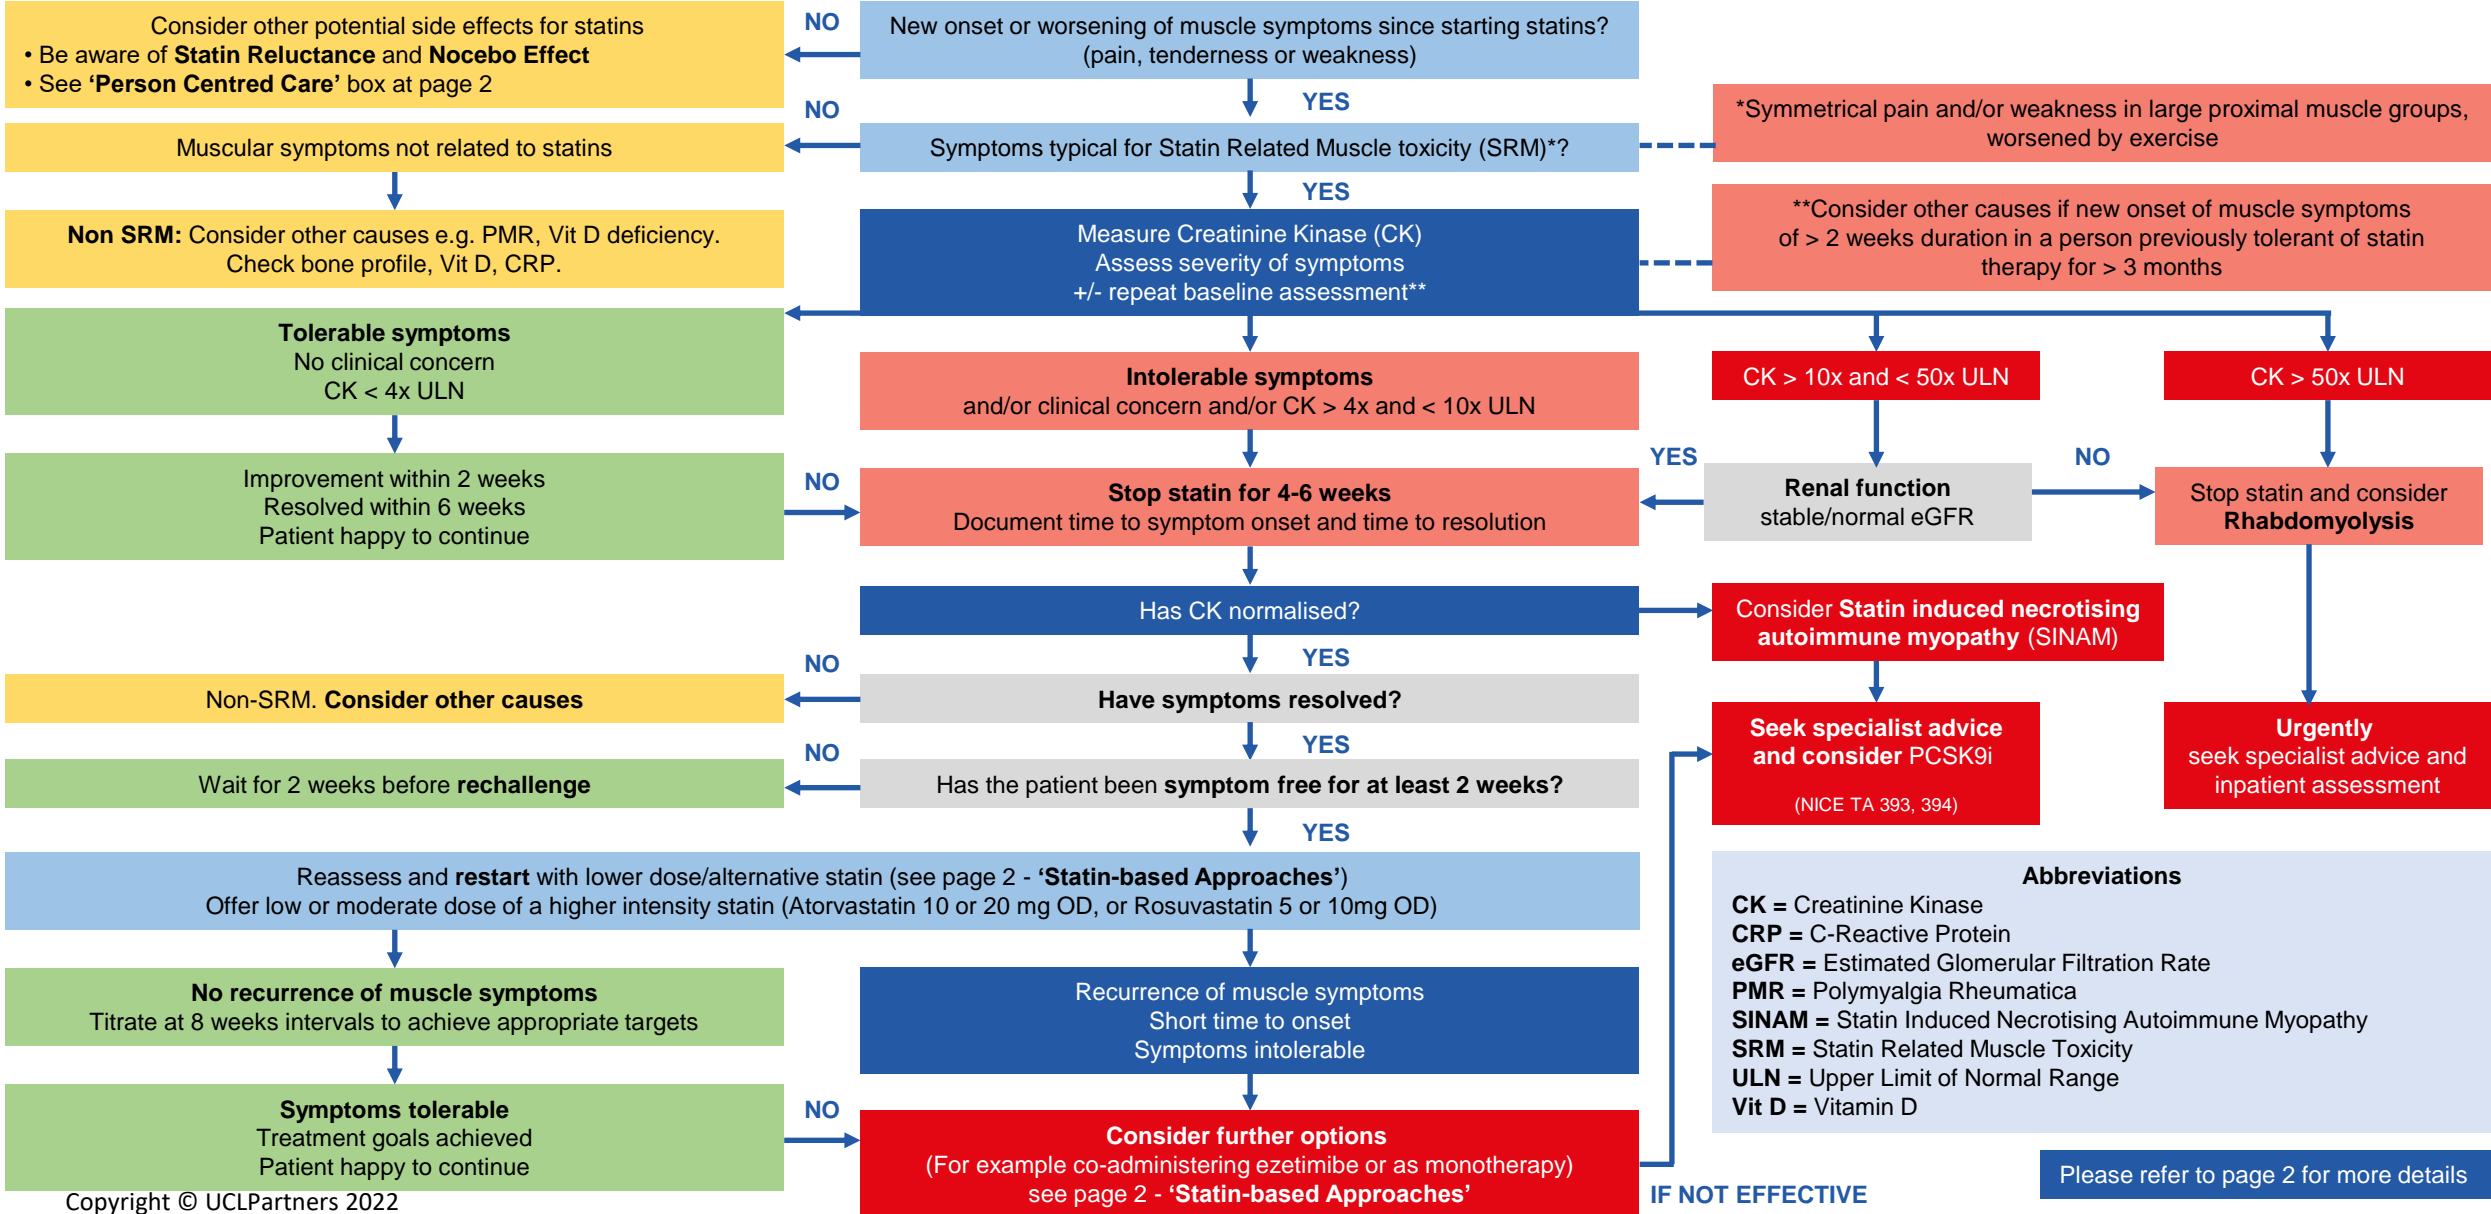 Consider other potential side effects for statins
• Be aware of Statin Reluctance and Nocebo Effect
• See ‘Person Centred Care’ box at page 2
NO
New onset or worsening of muscle symptoms since starting statins?
(pain, tenderness or weakness)
YES
NO
Muscular symptoms not related to statins
Symptoms typical for Statin Related Muscle toxicity (SRM)*?
*Symmetrical pain and/or weakness in large proximal muscle groups,
worsened by exercise
YES
Non SRM: Consider other causes e.g. PMR, Vit D deficiency.
Check bone profile, Vit D, CRP.
Measure Creatinine Kinase (CK)
Assess severity of symptoms
+/- repeat baseline assessment**
**Consider other causes if new onset of muscle symptoms
of > 2 weeks duration in a person previously tolerant of statin
therapy for > 3 months
Tolerable symptoms
No clinical concern
CK < 4x ULN
Intolerable symptoms
and/or clinical concern and/or CK > 4x and < 10x ULN
CK > 10x and < 50x ULN
CK > 50x ULN
Improvement within 2 weeks
Resolved within 6 weeks
Patient happy to continue
NO
Stop statin for 4-6 weeks
Document time to symptom onset and time to resolution
YES
Renal function
stable/normal eGFR
NO
Stop statin and consider
Rhabdomyolysis
Has CK normalised?
Consider Statin induced necrotising
autoimmune myopathy (SINAM)
YES
NO
Non-SRM. Consider other causes
Have symptoms resolved?
Seek specialist advice
and consider PCSK9i
(NICE TA 393, 394)
Urgently
seek specialist advice and
inpatient assessment
YES
NO
Wait for 2 weeks before rechallenge
Has the patient been symptom free for at least 2 weeks?
YES
Reassess and restart with lower dose/alternative statin (see page 2 - ‘Statin-based Approaches’)
Offer low or moderate dose of a higher intensity statin (Atorvastatin 10 or 20 mg OD, or Rosuvastatin 5 or 10mg OD)
Abbreviations
CK = Creatinine Kinase
CRP = C-Reactive Protein
eGFR = Estimated Glomerular Filtration Rate
PMR = Polymyalgia Rheumatica
SINAM = Statin Induced Necrotising Autoimmune Myopathy
SRM = Statin Related Muscle Toxicity
ULN = Upper Limit of Normal Range
Vit D = Vitamin D
No recurrence of muscle symptoms
Titrate at 8 weeks intervals to achieve appropriate targets
Recurrence of muscle symptoms
Short time to onset
Symptoms intolerable
Symptoms tolerable
Treatment goals achieved
Patient happy to continue
NO
Consider further options
(For example co-administering ezetimibe or as monotherapy)
see page 2 - ‘Statin-based Approaches’
IF NOT EFFECTIVE
Please refer to page 2 for more details
Copyright © UCLPartners 2022